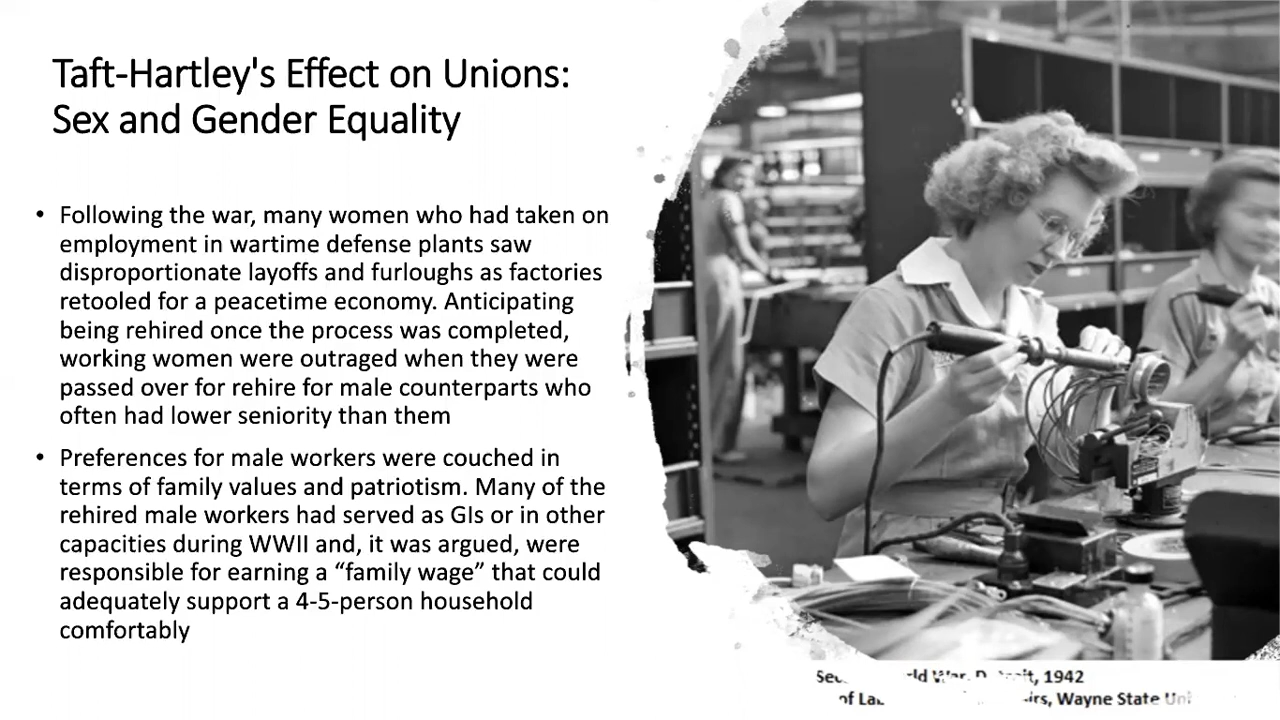 Taft-Hartley's Effect on Unions:
Sex and Gender Equality
• Following the war, many women who had taken on
employment in wartime defense plants saw
disproportionate layoffs and furloughs as factories
retooled for a peacetime economy. Anticipating
being rehired once the process was completed,
working women were outraged when they were
passed over for rehire for male counterparts who
often had lower seniority than them
• Preferences for male workers were couched in
terms of family values and patriotism. Many of the
rehired male workers had served as GIs or in other
capacities during WWII and, it was argued, were
responsible for earning a “family wage” that could
adequately support a 4-5-person household
comfortably
1942
of Wayne State